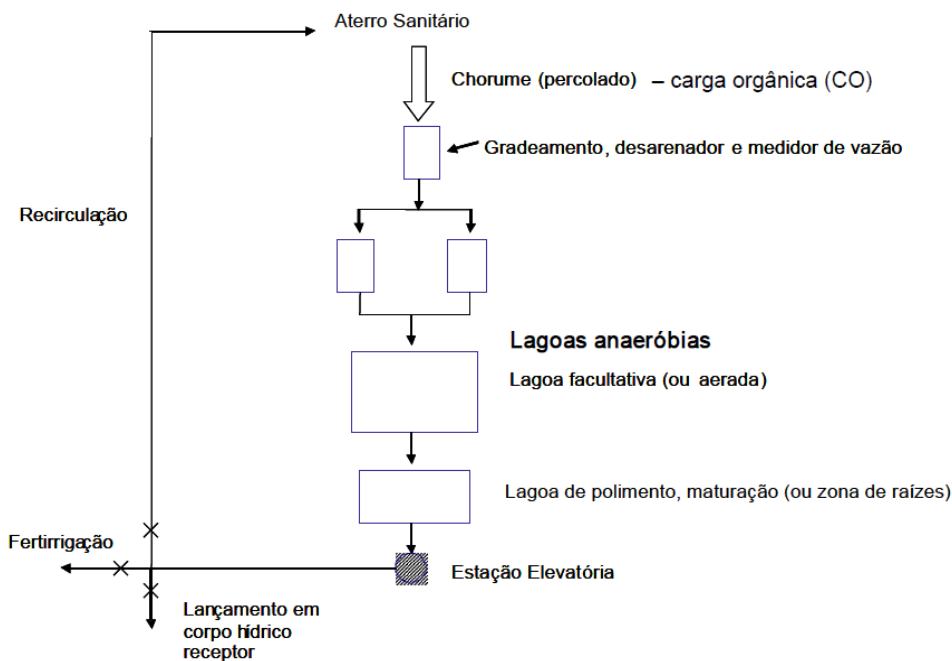 Aterro Sanitário
Chorume (percolado) – carga orgânica (CO)
Gradeamento, desarenador e medidor de vazão
Recirculação
Lagoas anaeróbias
Lagoa facultativa (ou aerada)
Lagoa de polimento, maturação (ou zona de raízes)
Fertirrigação
Estação Elevatória
Lançamento em
corpo hídrico
receptor